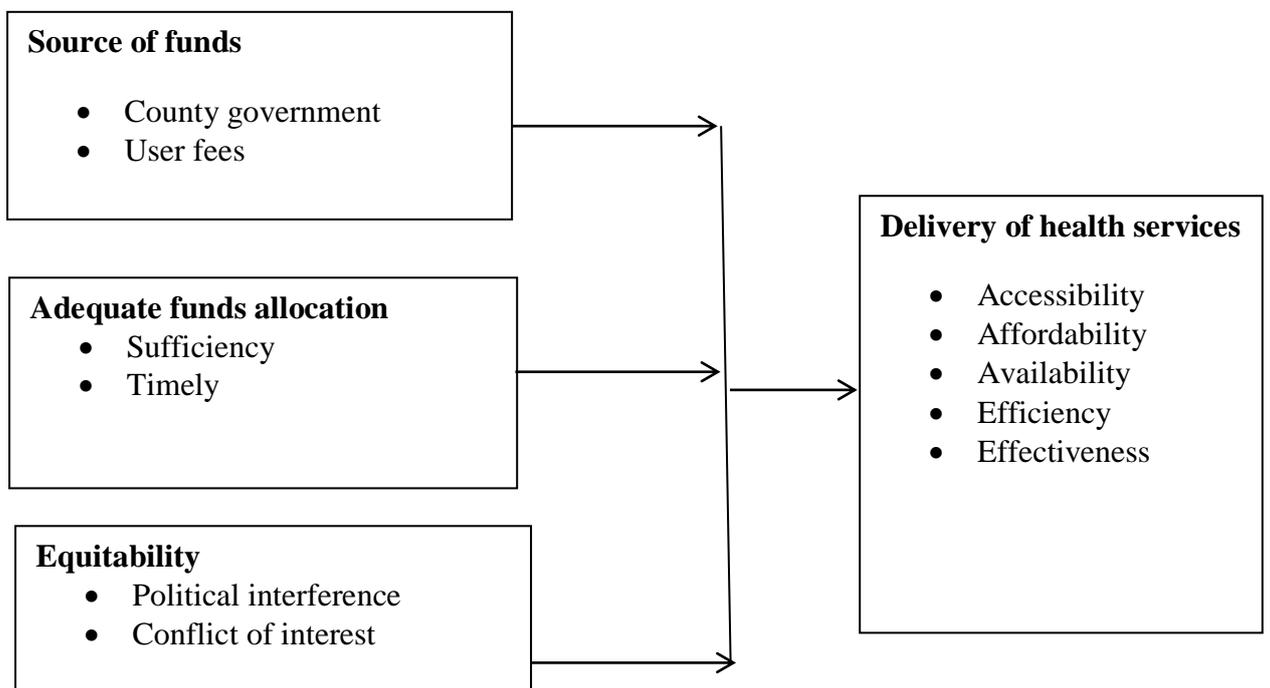 Source of funds
• County government
• User fees
Adequate funds allocation
• Sufficiency
• Timely
Equitability
• Political interference
• Conflict of interest
Delivery of health services
• Accessibility
• Affordability
• Availability
• Efficiency
• Effectiveness